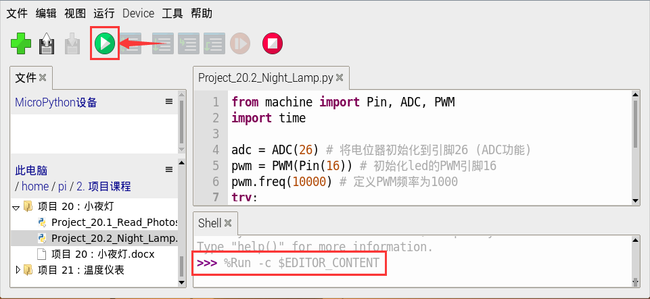 文件 编辑 视图 运行 Device 工具 帮助
文件
MicroPython设备
此电脑
/ home / pi / 2. 项目课程
项目 20：小夜灯
Project_20.1_Read_Photos
Project_20.2_Night_Lamp.
项目 20：小夜灯.docx
项目 21：温度仪表
Project_20.2_Night_Lamp.py
1 from machine import Pin, ADC, PWM
2 import time
3
4 adc = ADC(26) # 将电位器初始化到引脚26 (ADC功能)
5 pwm = PWM(Pin(16)) # 初始化led的PWM引脚16
6 pwm.freq(10000) # 定义PWM频率为1000
7 try:
Shell
Type "help()" for more information.
>>> %Run -c $EDITOR_CONTENT